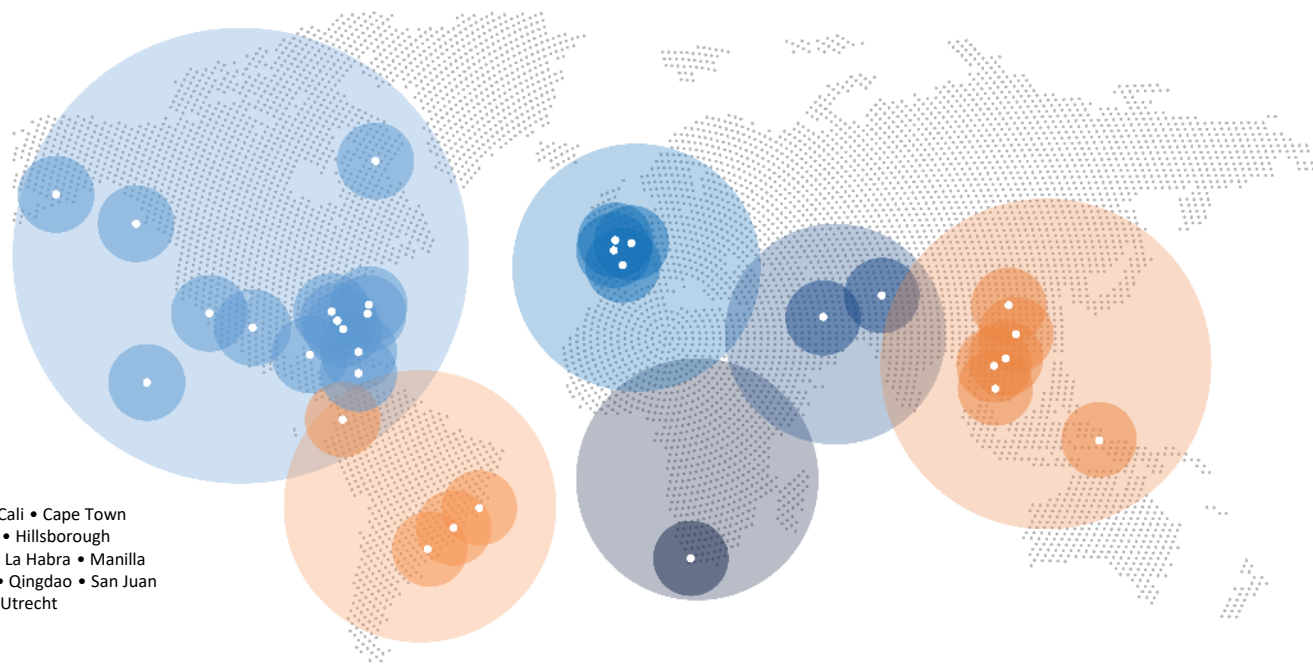 Cali • Cape Town
• Hillsborough
La Habra • Manilla
• Qingdao • San Juan
Utrecht